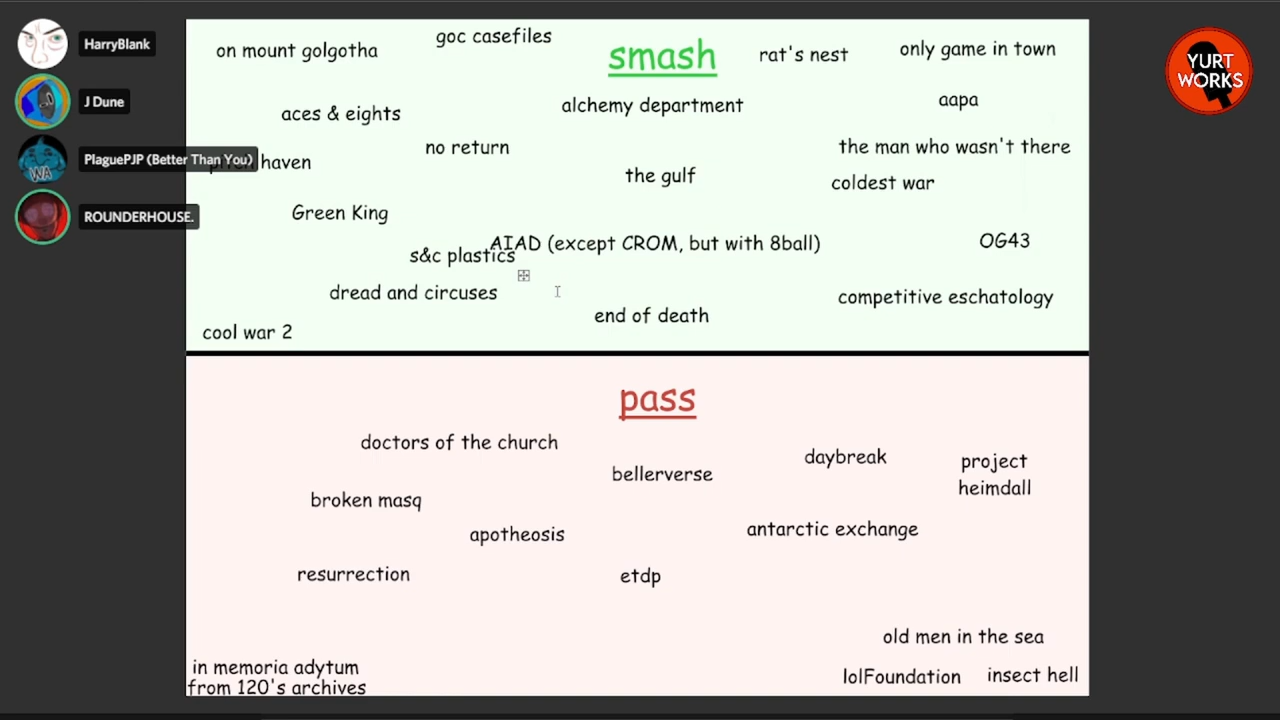 HarryBlank
J Dune
PlaguePJP (Better Than You)
ROUNDERHOUSE.
WA
YURT
WORKS
smash
on mount golgotha
goc casefiles
rat's nest
only game in town
aces & eights
alchemy department
aapa
haven
no return
the man who wasn't there
the gulf
coldest war
Green King
AIAD (except CROM, but with 8ball)
OG43
s&c plastics
dread and circuses
competitive eschatology
end of death
cool war 2
pass
doctors of the church
daybreak
project
heimdall
bellerverse
broken masq
apotheosis
antarctic exchange
resurrection
etdp
old men in the sea
in memoria adytum
from 120's archives
lolFoundation
insect hell